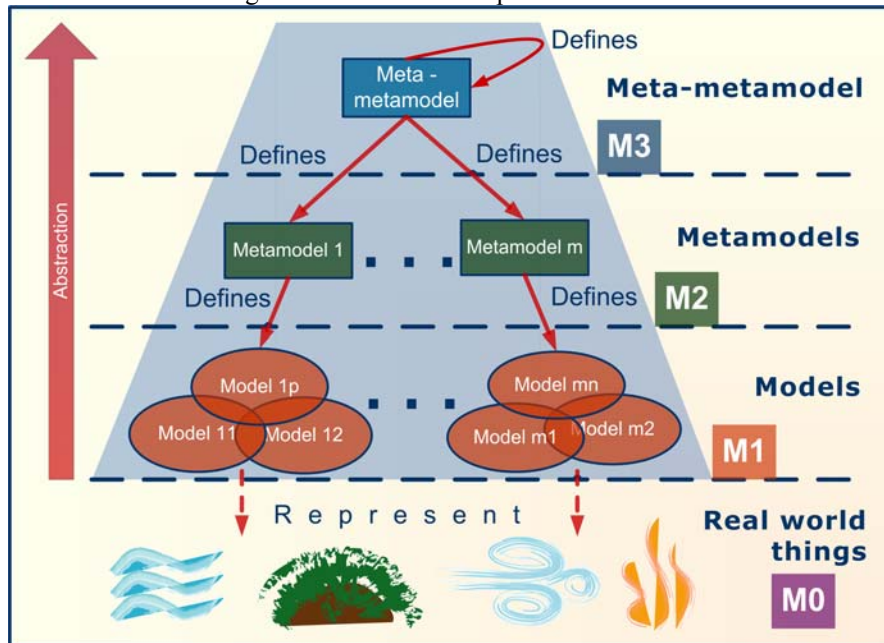 Defines
Meta -
metamodel
Meta-metamodel
M3
Defines
Defines
Abstraction
Metamodel 1
. . .
Metamodel m
Metamodels
M2
Defines
Defines
Model 1p
Model 11
Model 12
. . .
Model mn
Model m1
Model m2
Models
M1
Represent
Real world
things
M0